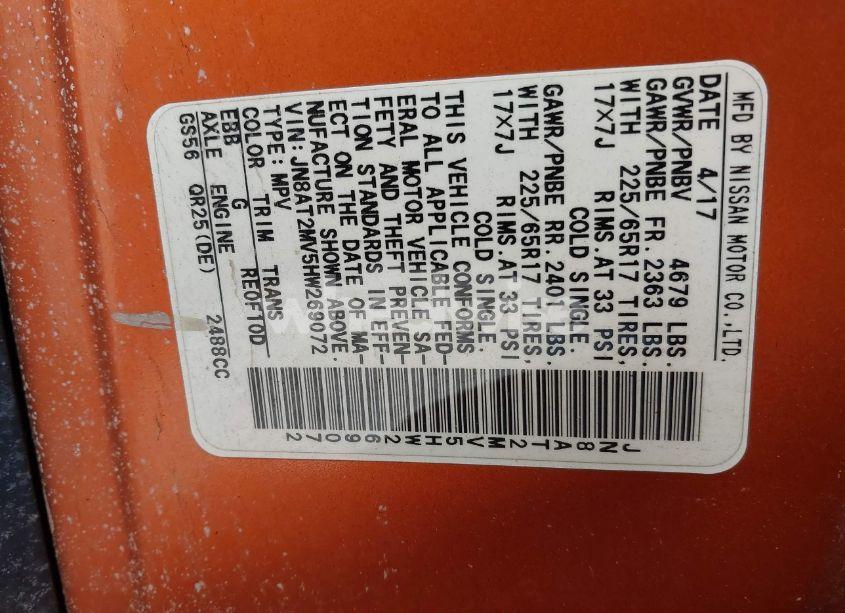 MFD BY NISSAN MOTOR CO.,LTD.
DATE 4/17
GVWR/PNBV 4679 LBS.
GAWR/PNBE FR. 2363 LBS.
WITH 225/65R17 TIRES,
17X7J RIMS.AT 33 PSI
COLD SINGLE.
GAWR/PNBE RR. 2401 LBS.
WITH 225/65R17 TIRES,
17X7J RIMS.AT 33 PSI
COLD SINGLE.
THIS VEHICLE CONFORMS
TO ALL APPLICABLE FED-
ERAL MOTOR VEHICLE SA-
FETY AND THEFT PREVEN-
TION STANDARDS IN EFF-
ECT ON THE DATE OF MA-
NUFACTURE SHOWN ABOVE.
VIN:JN8AT2MV5HW269072
TYPE:MPV
COLOR TRIM TRANS
EBB G RE0F10D
AXLE ENGINE
GS56 QR25(DE) 2488CC
JN8AT2MV5HW269072